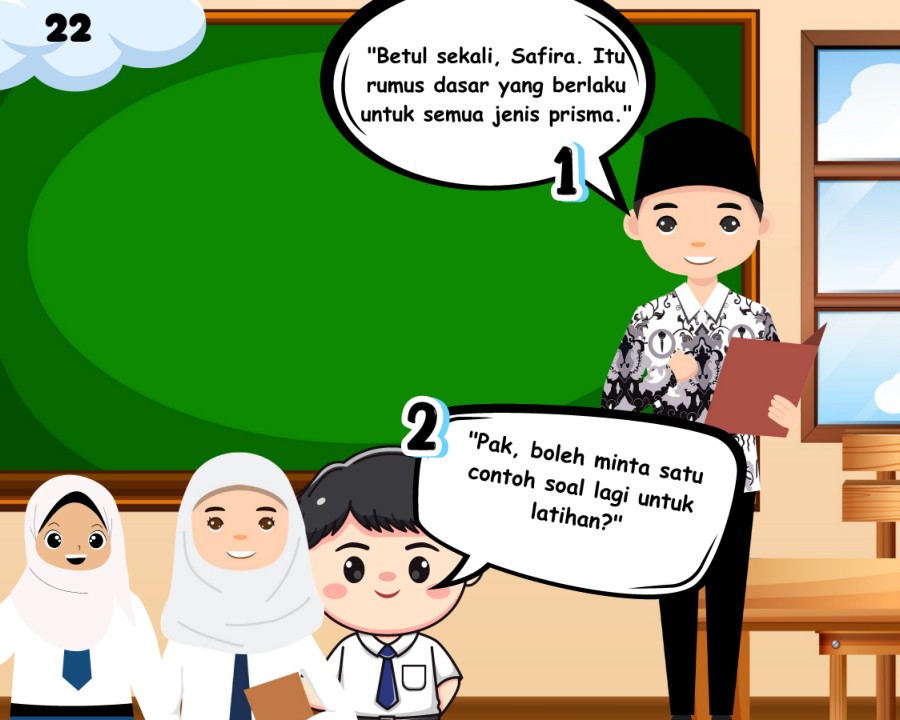 22
"Betul sekali, Safira. Itu
rumus dasar yang berlaku
untuk semua jenis prisma."
1
2
"Pak, boleh minta satu
contoh soal lagi untuk
latihan?"